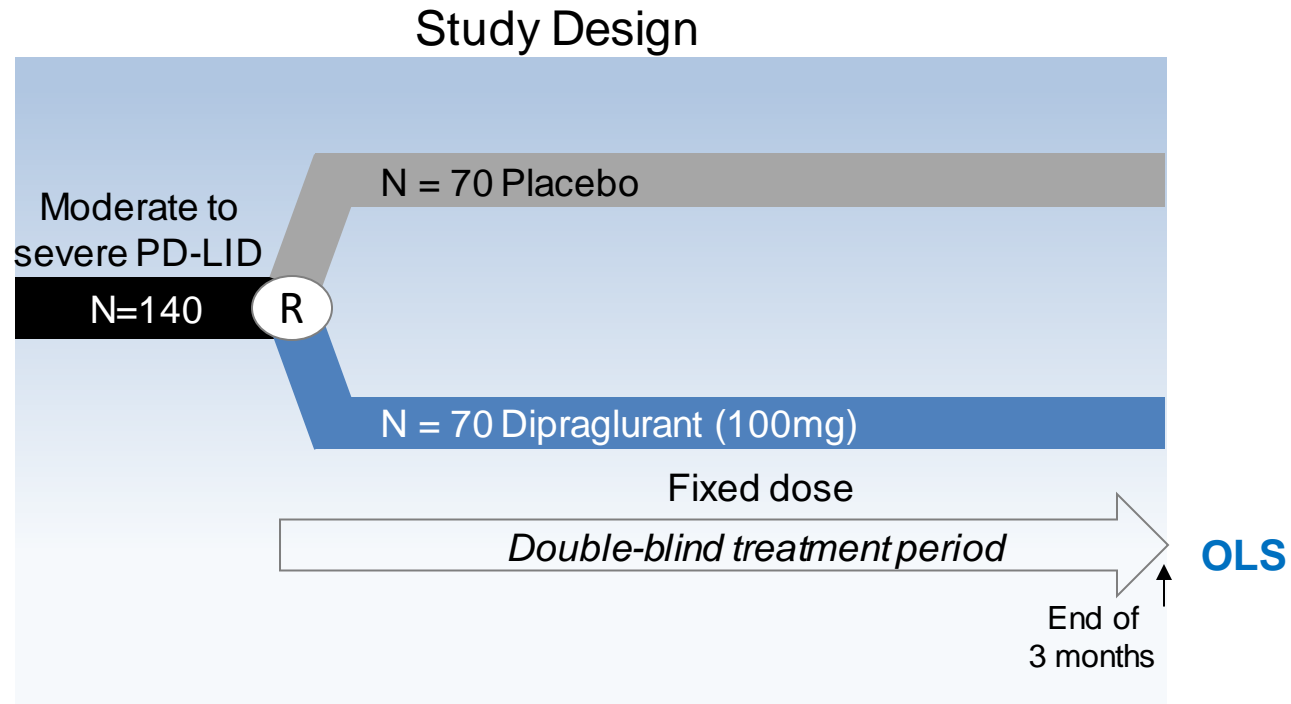 Study Design
N = 70 Placebo
Moderate to
severe PD-LID
N=140
R
N = 70 Dipraglurant (100mg)
Fixed dose
Double-blind treatment period
OLS
End of
3 months